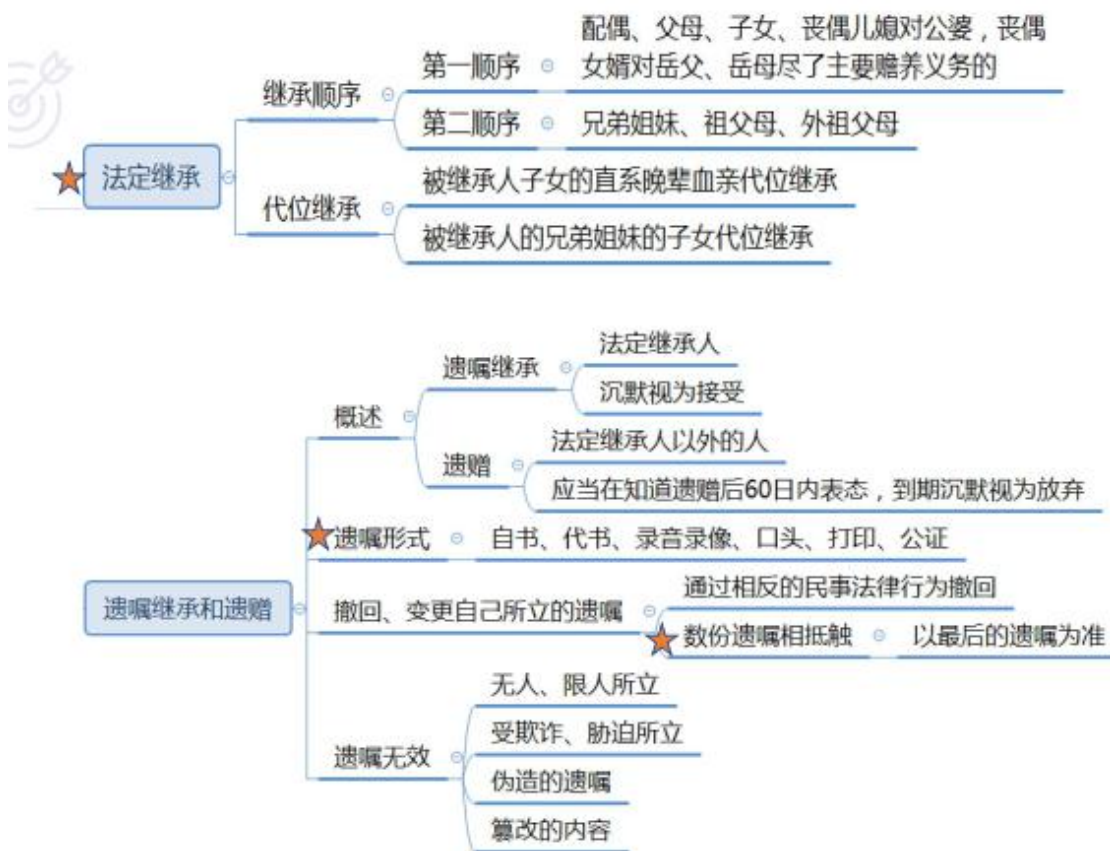 配偶、父母、子女、丧偶儿媳对公婆，丧偶
第一顺序
女婿对岳父、岳母尽了主要赡养义务的
继承顺序
第二顺序
兄弟姐妹、祖父母、外祖父母
法定继承
被继承人子女的直系晚辈血亲代位继承
代位继承
被继承人的兄弟姐妹的子女代位继承
法定继承人
遗嘱继承
沉默视为接受
概述
法定继承人以外的人
遗赠
应当在知道遗赠后60日内表态，到期沉默视为放弃
遗嘱形式
自书、代书、录音录像、口头、打印、公证
遗嘱继承和遗赠
通过相反的民事法律行为撤回
撤回、变更自己所立的遗嘱
数份遗嘱相抵触
以最后的遗嘱为准
无人、限人所立
受欺诈、胁迫所立
遗嘱无效
伪造的遗嘱
篡改的内容